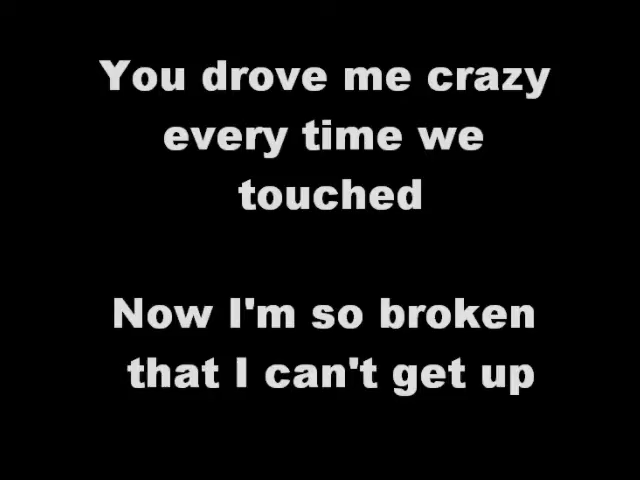 You drove me crazy
every time we
touched
Now I'm so broken
that I can't get up